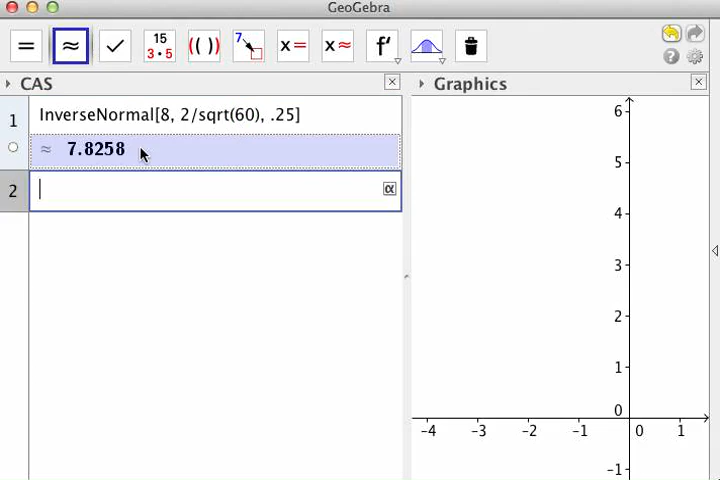 GeoGebra
= ≈ ✓ 15 3·5 (( )) 7 x= x≈ f' ?
CAS
Graphics
1 InverseNormal[8, 2/sqrt(60), .25]
≈ 7.8258
2 α
6
5
4
3
2
1
0
-4 -3 -2 -1 0 1
-1